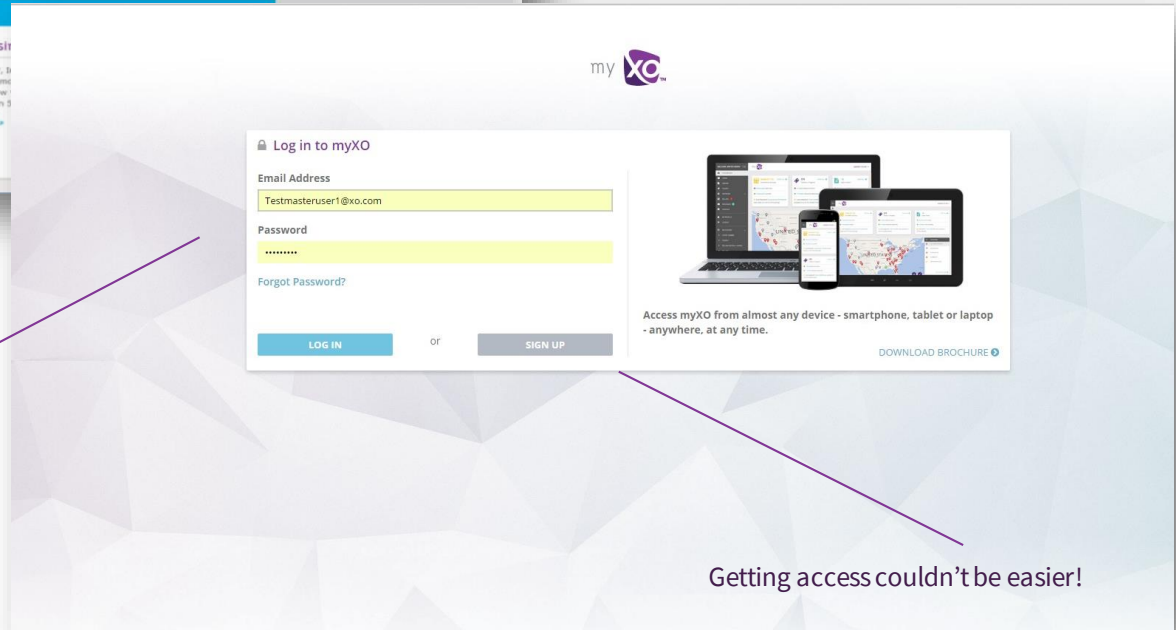 my XO™
Log in to myXO
Email Address
Testmasteruser1@xo.com
Password
•••••••••
Forgot Password?
LOG IN
or
SIGN UP
Access myXO from almost any device - smartphone, tablet or laptop
- anywhere, at any time.
DOWNLOAD BROCHURE
Getting access couldn’t be easier!